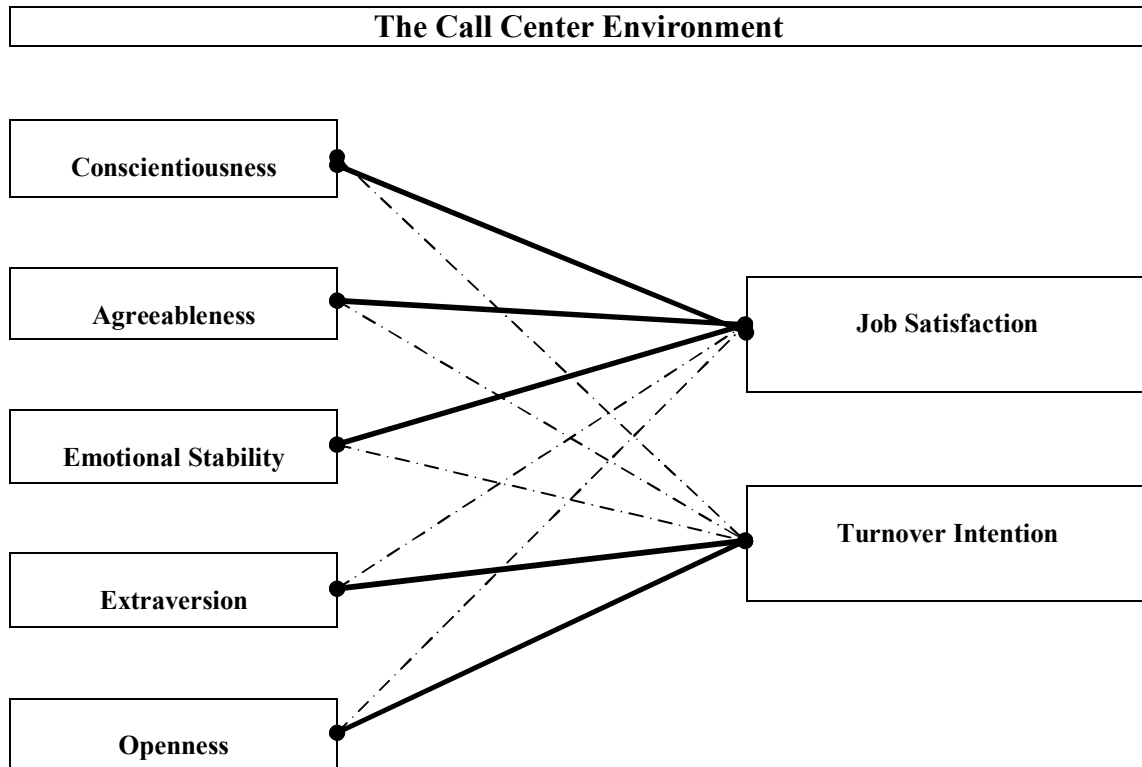 The Call Center Environment
Conscientiousness
Agreeableness
Job Satisfaction
Emotional Stability
Turnover Intention
Extraversion
Openness